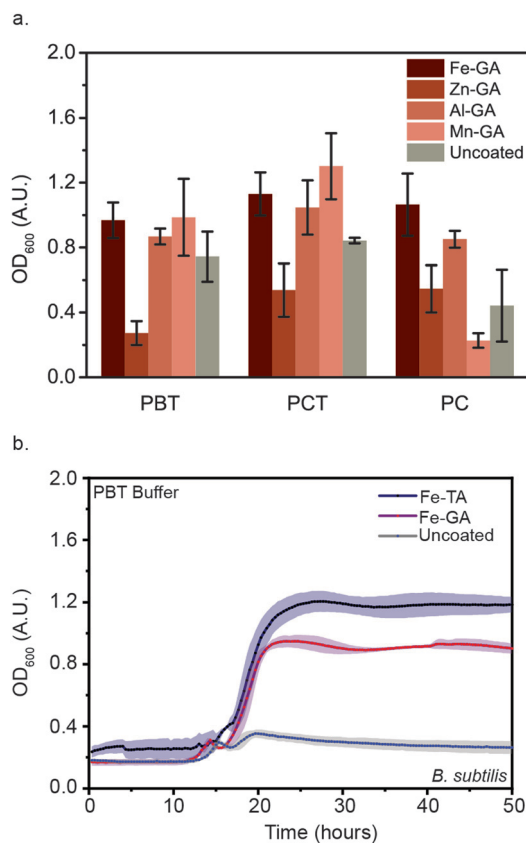 a.
2.0
1.6
1.2
0.8
0.4
0.0
OD600 (A.U.)
Fe-GA
Zn-GA
Al-GA
Mn-GA
Uncoated
PBT PCT PC
b.
2.0
1.6
1.2
0.8
0.4
0.0
OD600 (A.U.)
PBT Buffer
Fe-TA
Fe-GA
Uncoated
B. subtilis
0 10 20 30 40 50
Time (hours)